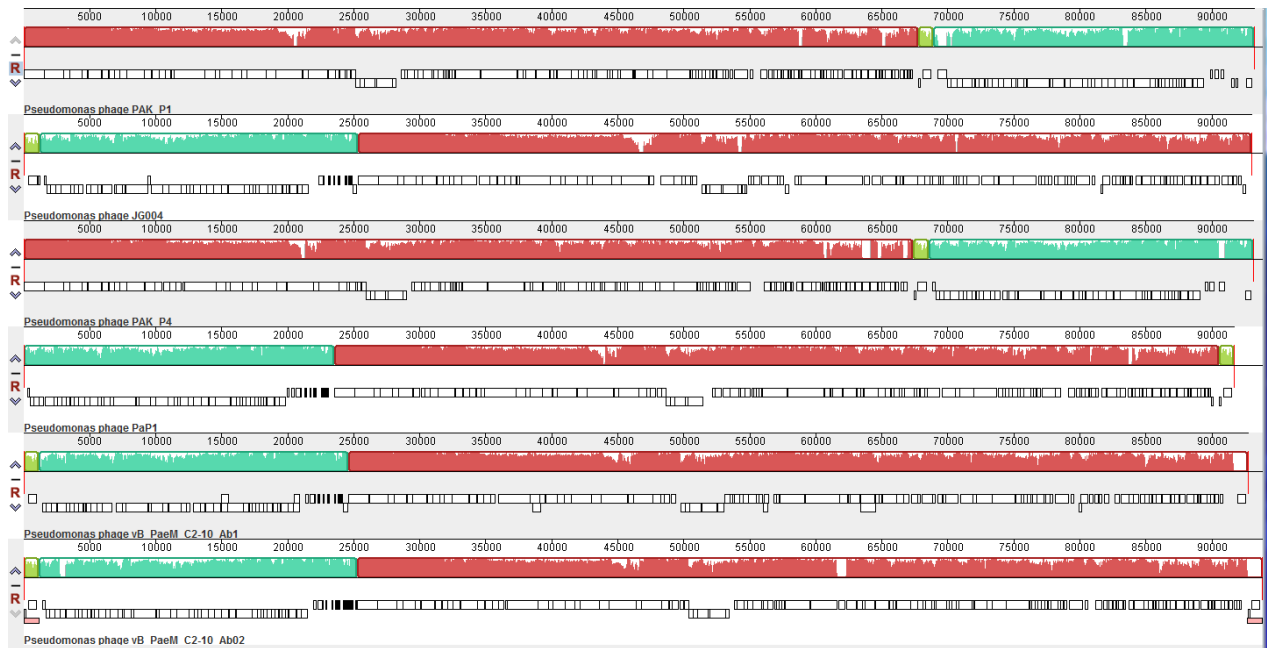 5000 10000 15000 20000 25000 30000 35000 40000 45000 50000 55000 60000 65000 70000 75000 80000 85000 90000
R
Pseudomonas phage PAK_P1
5000 10000 15000 20000 25000 30000 35000 40000 45000 50000 55000 60000 65000 70000 75000 80000 85000 90000
R
Pseudomonas phage JG004
5000 10000 15000 20000 25000 30000 35000 40000 45000 50000 55000 60000 65000 70000 75000 80000 85000 90000
R
Pseudomonas phage PAK_P4
5000 10000 15000 20000 25000 30000 35000 40000 45000 50000 55000 60000 65000 70000 75000 80000 85000 90000
R
Pseudomonas phage PaP1
5000 10000 15000 20000 25000 30000 35000 40000 45000 50000 55000 60000 65000 70000 75000 80000 85000 90000
R
Pseudomonas phage vB_PaeM_C2-10_Ab1
5000 10000 15000 20000 25000 30000 35000 40000 45000 50000 55000 60000 65000 70000 75000 80000 85000 90000
R
Pseudomonas phage vB_PaeM_C2-10_Ab02